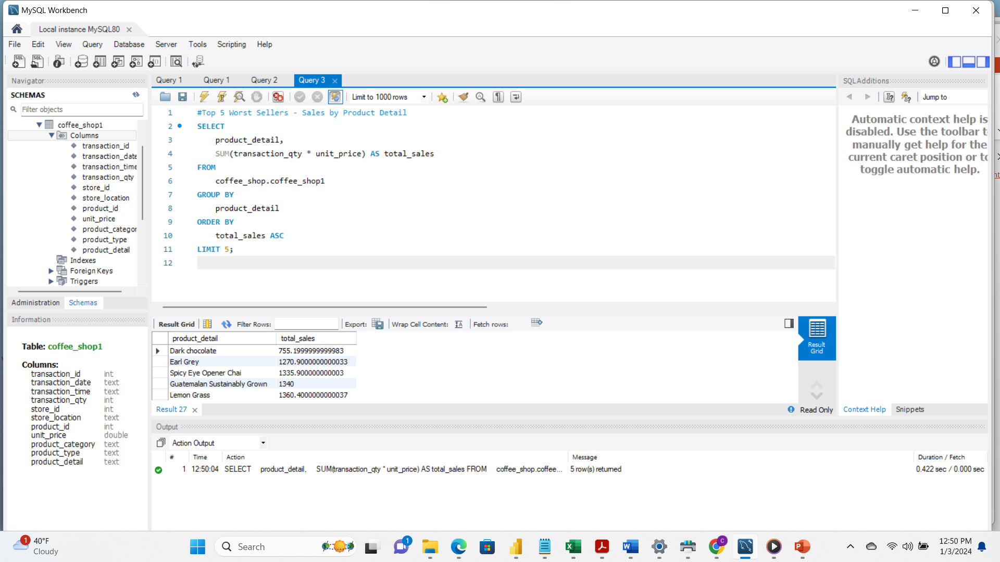 MySQL Workbench
Local instance MySQL80
File Edit View Query Database Server Tools Scripting Help
Navigator
SCHEMAS
Filter objects
coffee_shop1
Columns
transaction_id
transaction_date
transaction_time
transaction_qty
store_id
store_location
product_id
unit_price
product_categor
product_type
product_detail
Indexes
Foreign Keys
Triggers
Administration Schemas
Information
Table: coffee_shop1
Columns:
transaction_id int
transaction_date text
transaction_time text
transaction_qty int
store_id int
store_location text
product_id int
unit_price double
product_category text
product_type text
product_detail text
Query 1 Query 1 Query 2 Query 3
Limit to 1000 rows
1 #Top 5 Worst Sellers - Sales by Product Detail
2 SELECT
3 product_detail,
4 SUM(transaction_qty * unit_price) AS total_sales
5 FROM
6 coffee_shop.coffee_shop1
7 GROUP BY
8 product_detail
9 ORDER BY
10 total_sales ASC
11 LIMIT 5;
12
Result Grid Filter Rows: Export: Wrap Cell Content: Fetch rows:
product_detail total_sales
Dark chocolate 755.1999999999983
Earl Grey 1270.9000000000033
Spicy Eye Opener Chai 1335.900000000003
Guatemalan Sustainably Grown 1340
Lemon Grass 1360.4000000000037
Result Grid
Result 27
Read Only
SQLAdditions
Jump to
Automatic context help is
disabled. Use the toolbar t
manually get help for the
current caret position or to
toggle automatic help.
Context Help Snippets
Output
Action Output
# Time Action Message Duration / Fetch
1 12:50:04 SELECT product_detail, SUM(transaction_qty * unit_price) AS total_sales FROM coffee_shop.coffee... 5 row(s) returned 0.422 sec / 0.000 sec
1
40°F
Cloudy
Search
1
C
12:50 PM
1/3/2024